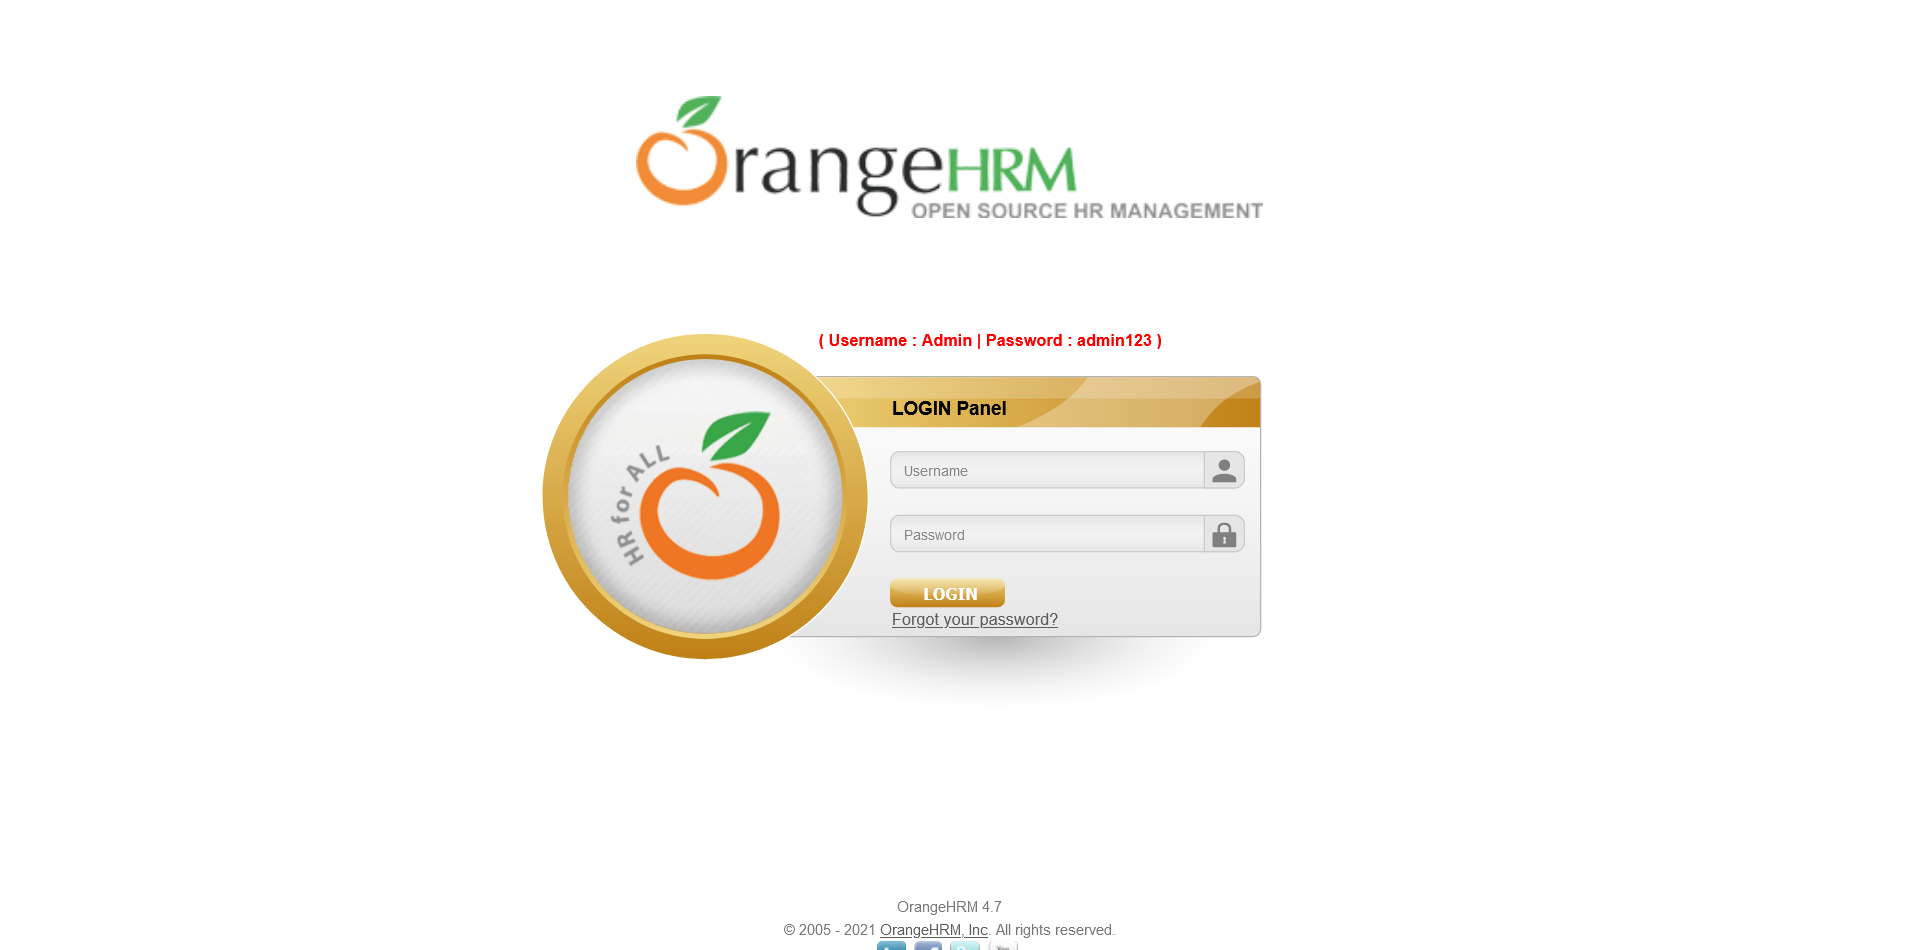 OrangeHRM
OPEN SOURCE HR MANAGEMENT
( Username : Admin | Password : admin123 )
HR for ALL
LOGIN Panel
Username
Password
LOGIN
Forgot your password?
OrangeHRM 4.7
© 2005 - 2021 OrangeHRM, Inc. All rights reserved.